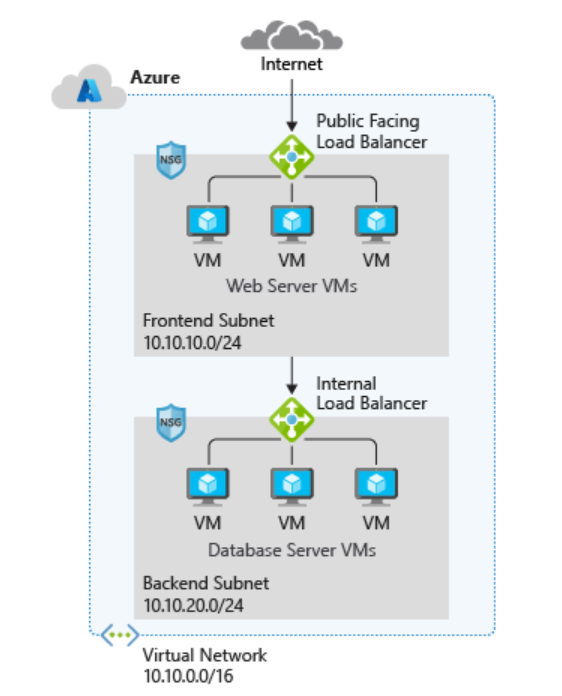 Internet
Azure
Public Facing
Load Balancer
NSG
VM VM VM
Web Server VMs
Frontend Subnet
10.10.10.0/24
Internal
Load Balancer
NSG
VM VM VM
Database Server VMs
Backend Subnet
10.10.20.0/24
Virtual Network
10.10.0.0/16